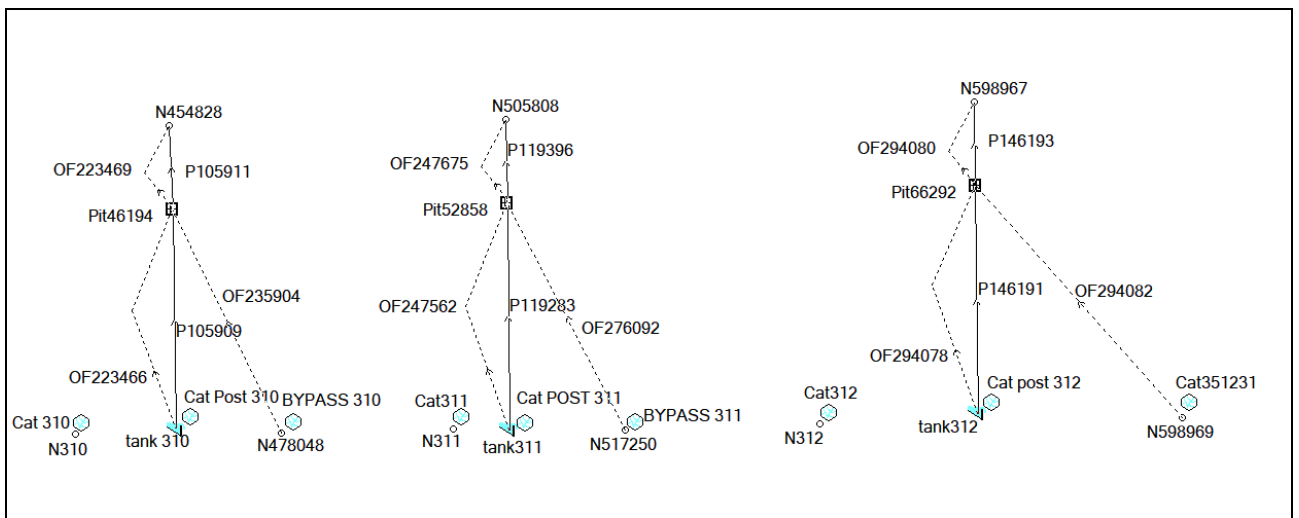 N454828
OF223469
P105911
Pit46194
OF235904
P105909
OF223466
Cat 310
N310
Cat Post 310
tank 310
BYPASS 310
N478048
N505808
P119396
OF247675
Pit52858
OF247562
P119283
OF276092
Cat311
N311
Cat POST 311
tank311
BYPASS 311
N517250
N598967
P146193
OF294080
Pit66292
P146191
OF294082
OF294078
Cat312
N312
Cat post 312
tank312
Cat351231
N598969